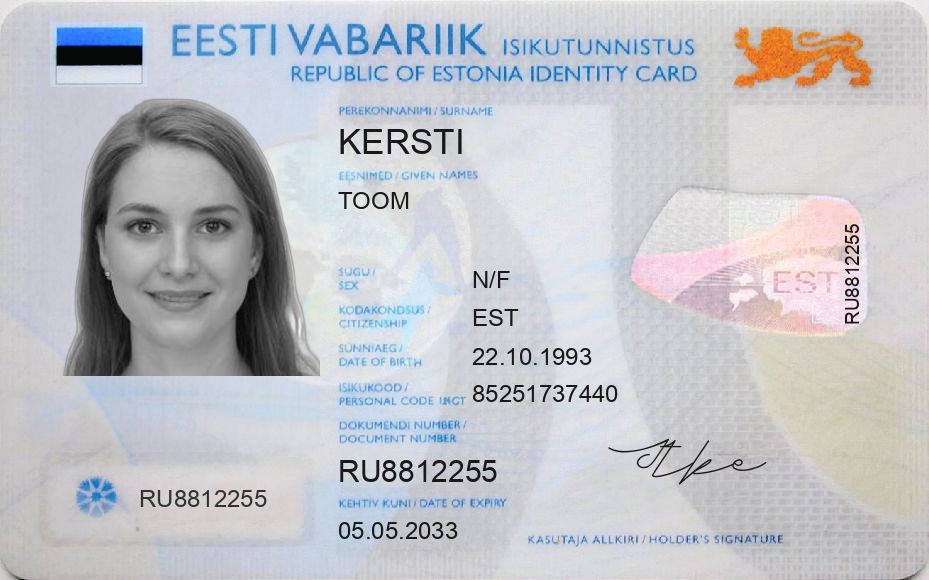 EESTI VABARIIK ISIKUTUNNISTUS
REPUBLIC OF ESTONIA IDENTITY CARD
PEREKONNANIMI / SURNAME
KERSTI
EESNIMED / GIVEN NAMES
TOOM
SUGU /
SEX
N/F
KODAKONDSUS /
CITIZENSHIP
EST
SÜNNIAEG /
DATE OF BIRTH
22.10.1993
ISIKUKOOD /
PERSONAL CODE
85251737440
DOKUMENDI NUMBER /
DOCUMENT NUMBER
RU8812255
KEHTIV KUNI / DATE OF EXPIRY
05.05.2033
RU8812255
EST
RU8812255
KASUTAJA ALLKIRI / HOLDER'S SIGNATURE